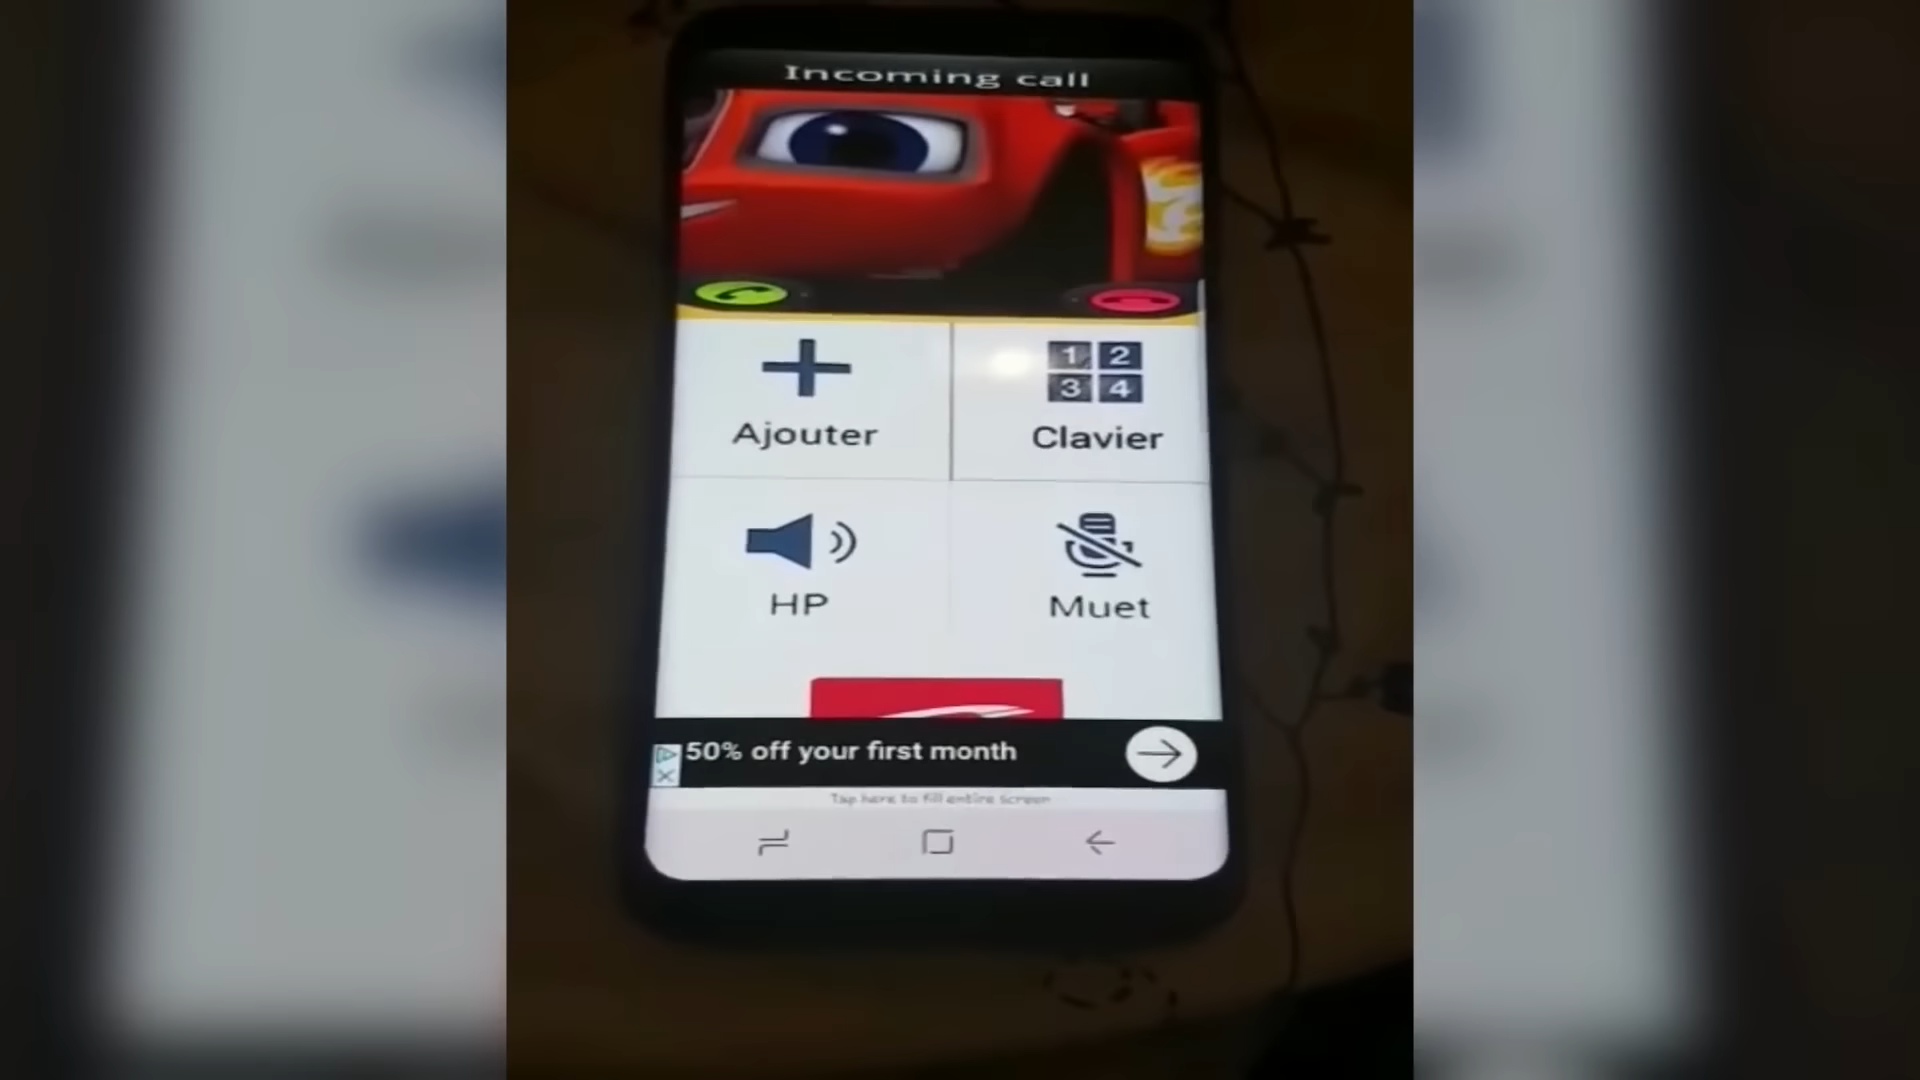 Incoming call
1 2
3 4
Ajouter
Clavier
HP
Muet
50% off your first month
Tap here to fill entire screen